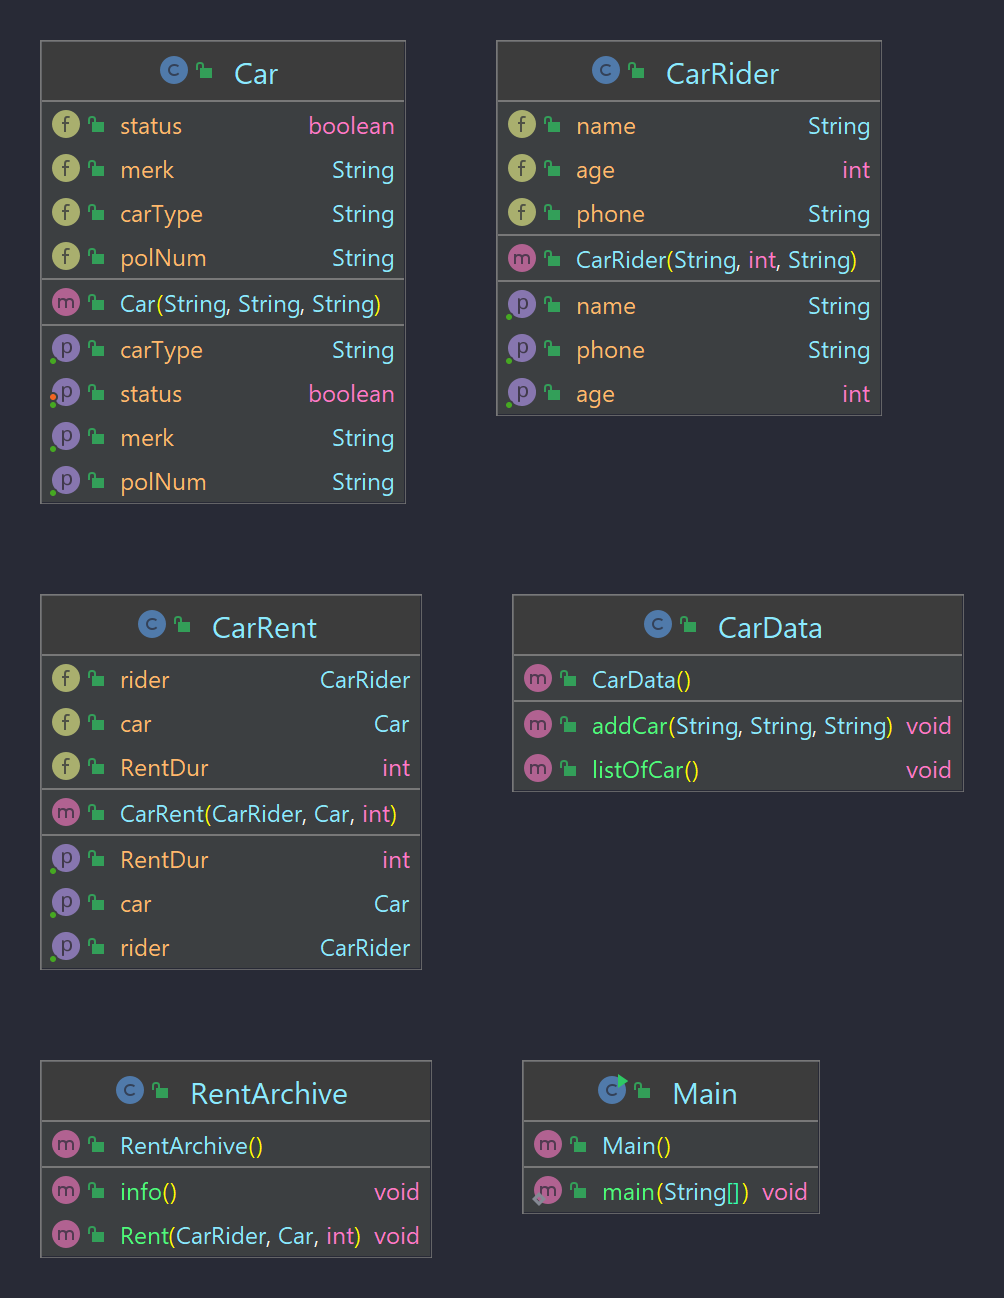 Car
status boolean
merk String
carType String
polNum String
Car(String, String, String)
carType String
status boolean
merk String
polNum String
CarRider
name String
age int
phone String
CarRider(String, int, String)
name String
phone String
age int
CarRent
rider CarRider
car Car
RentDur int
CarRent(CarRider, Car, int)
RentDur int
car Car
rider CarRider
CarData
CarData()
addCar(String, String, String) void
listOfCar() void
RentArchive
RentArchive()
info() void
Rent(CarRider, Car, int) void
Main
Main()
main(String[]) void